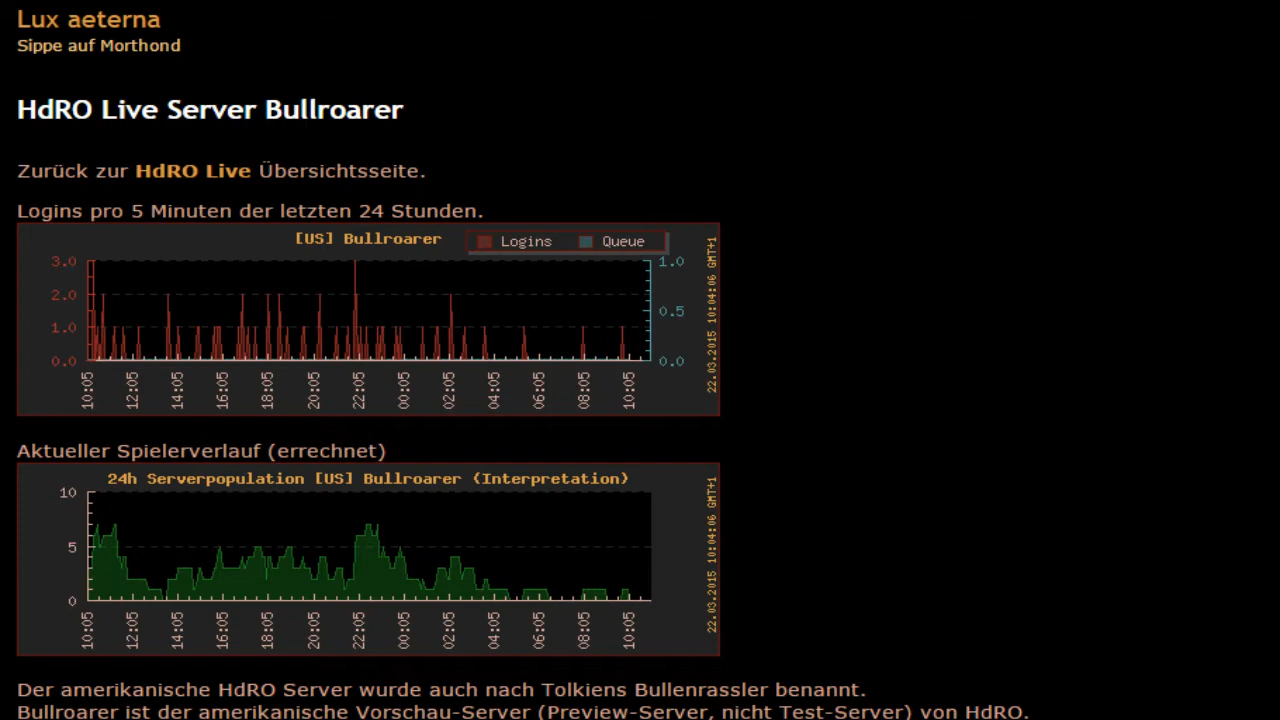 Lux aeterna
Sippe auf Morthond
HdRO Live Server Bullroarer
Zurück zur HdRO Live Übersichtsseite.
Logins pro 5 Minuten der letzten 24 Stunden.
[US] Bullroarer
Logins Queue
3.0
2.0
1.0
0.0
1.0
0.5
0.0
10:05 12:05 14:05 16:05 18:05 20:05 22:05 00:05 02:05 04:05 06:05 08:05 10:05
22.03.2015 10:04:06 GMT+1
Aktueller Spielerverlauf (errechnet)
24h Serverpopulation [US] Bullroarer (Interpretation)
10
5
0
10:05 12:05 14:05 16:05 18:05 20:05 22:05 00:05 02:05 04:05 06:05 08:05 10:05
22.03.2015 10:04:06 GMT+1
Der amerikanische HdRO Server wurde auch nach Tolkiens Bullenrassler benannt.
Bullroarer ist der amerikanische Vorschau-Server (Preview-Server, nicht Test-Server) von HdRO.